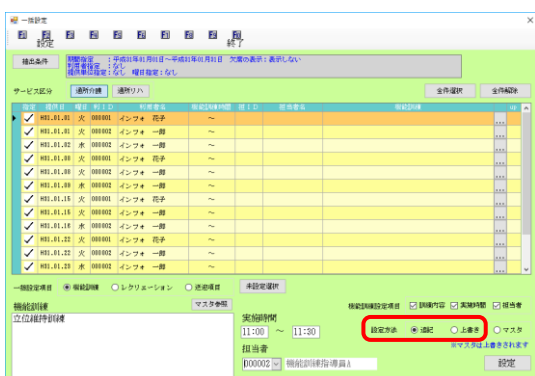 一括設定
設定
終了
抽出条件
期間指定　：平成31年01月01日～平成31年01月31日　欠席の表示：表示しない
利用者指定　：なし
提供単位指定：なし　曜日指定：なし
サービス区分　通所介護　通所リハ　全件選択　全件解除
指定　提供日　曜日　利ＩＤ　利用者名　機能訓練時間　担ＩＤ　担当者名　機能訓練
H31.01.01　火　000001　インフォ　花子　～
H31.01.01　火　000002　インフォ　一郎　～
H31.01.02　水　000002　インフォ　一郎　～
H31.01.08　火　000001　インフォ　花子　～
H31.01.08　火　000002　インフォ　一郎　～
H31.01.09　水　000002　インフォ　一郎　～
H31.01.15　火　000001　インフォ　花子　～
H31.01.15　火　000002　インフォ　一郎　～
H31.01.16　水　000002　インフォ　一郎　～
H31.01.22　火　000001　インフォ　花子　～
H31.01.22　火　000002　インフォ　一郎　～
H31.01.23　水　000002　インフォ　一郎　～
一括設定項目　機能訓練　レクリエーション　送迎項目　未設定選択
機能訓練　マスタ参照
立位維持訓練
機能訓練設定項目　訓練内容　実施時間　担当者
実施時間
11:00　～　11:30
設定方法　追記　上書き　マスタ
※マスタは上書きされます
担当者
000002　機能訓練指導員A
設定